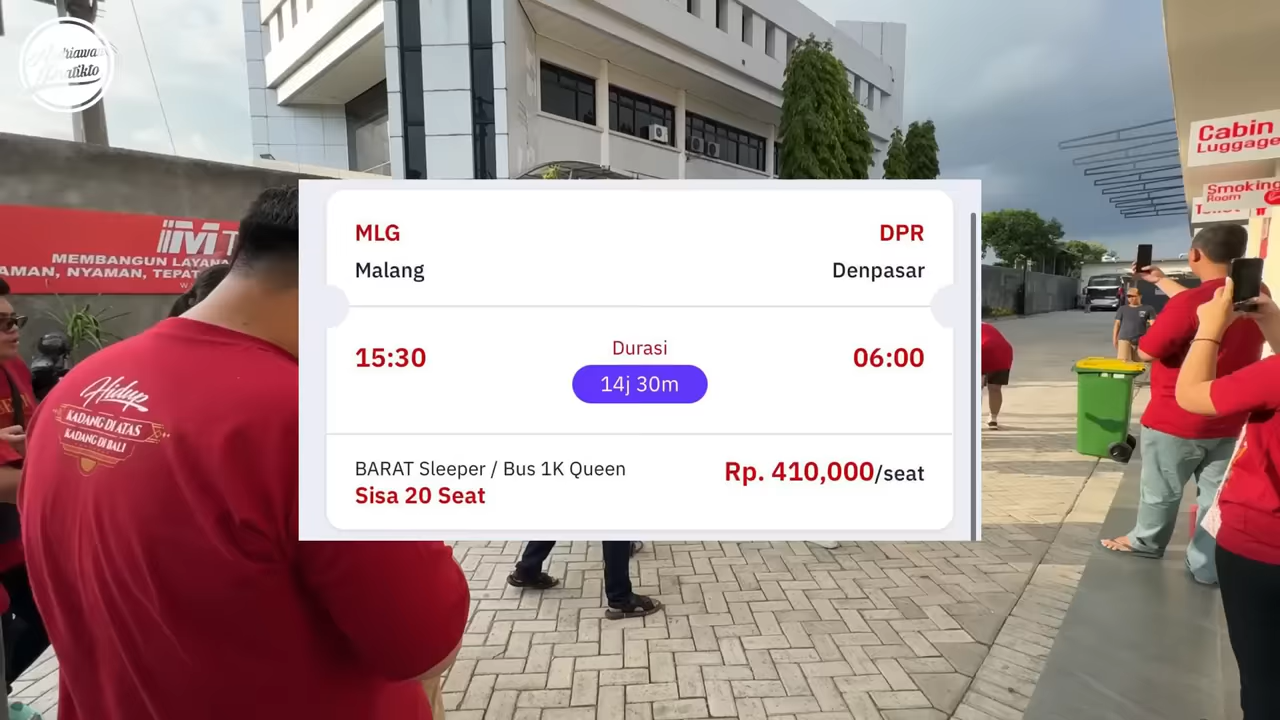 iMT
MEMBANGUN LAYANA
AMAN, NYAMAN, TEPAT
Hidup
KADANG DI ATAS
KADANG DI BALI
MLG
DPR
Malang
Denpasar
15:30
Durasi
06:00
14j 30m
BARAT Sleeper / Bus 1K Queen
Rp. 410,000/seat
Sisa 20 Seat
Cabin
Luggage
Smoking
Room